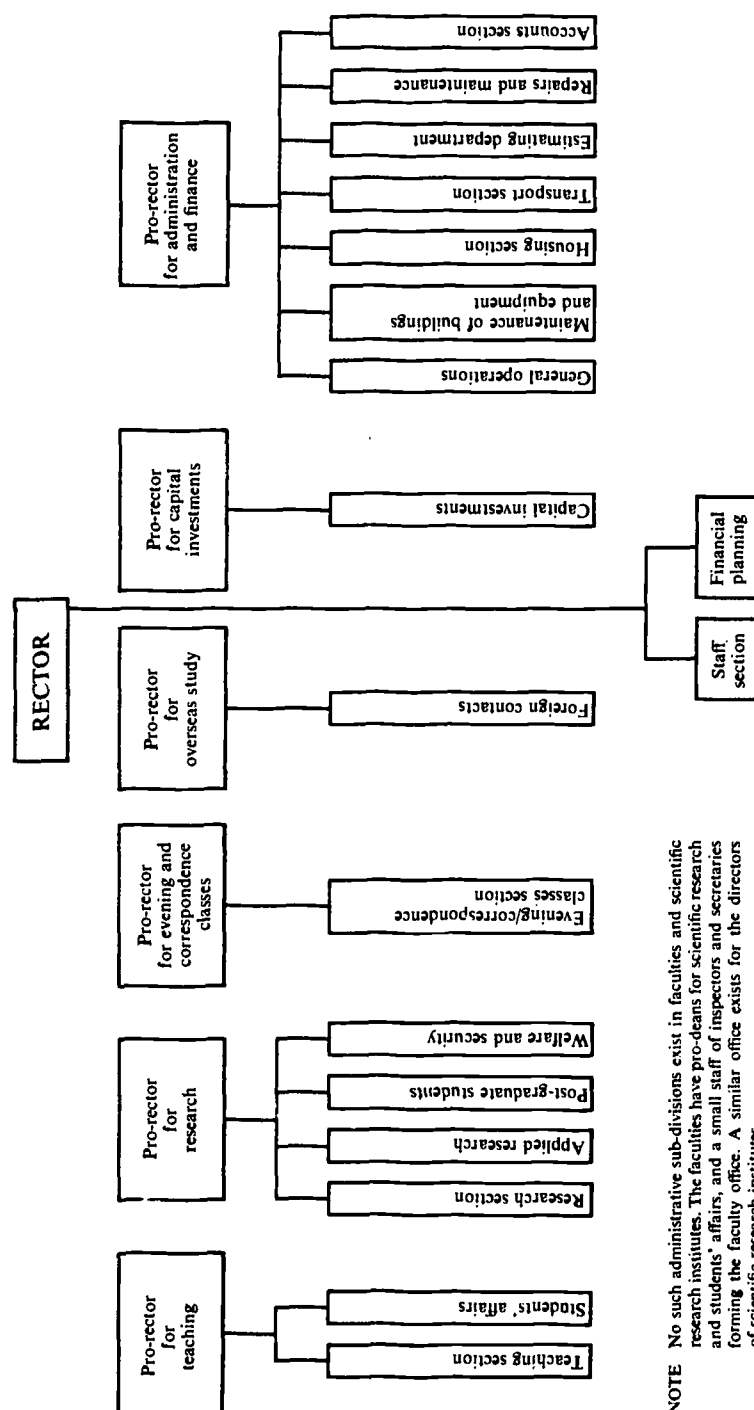 RECTOR
Pro-rector
for
teaching
Pro-rector
for
research
Pro-rector
for evening and
correspondence
classes
Pro-rector
for
overseas study
Pro-rector
for capital
investments
Pro-rector
for administration
and finance
Teaching section
Students' affairs
Research section
Applied research
Post-graduate students
Welfare and security
Evening/correspondence
classes section
Foreign contacts
Capital investments
General operations
Maintenance of buildings
and equipment
Housing section
Transport section
Estimating department
Repairs and maintenance
Accounts section
Staff
section
Financial
planning
NOTE No such administrative sub-divisions exist in faculties and scientific
research institutes. The faculties have pro-deans for scientific research
and students' affairs, and a small staff of inspectors and secretaries
forming the faculty office. A similar office exists for the directors
of scientific research institutes